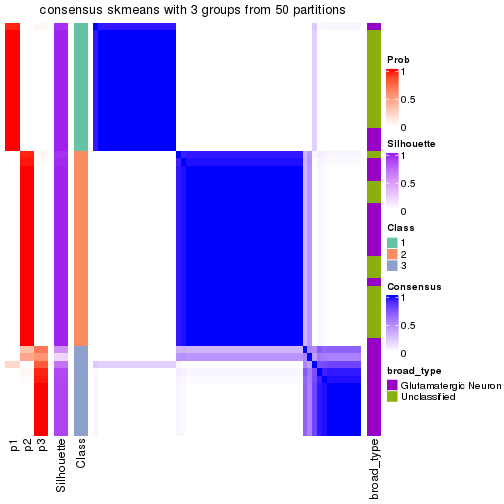 consensus skmeans with 3 groups from 50 partitions
Prob
1
0.5
0
Silhouette
1
0.5
0
Class
1
2
3
Consensus
1
0.5
0
broad_type
Glutamatergic Neuron
Unclassified
p1
p2
p3
Silhouette
Class
broad_type